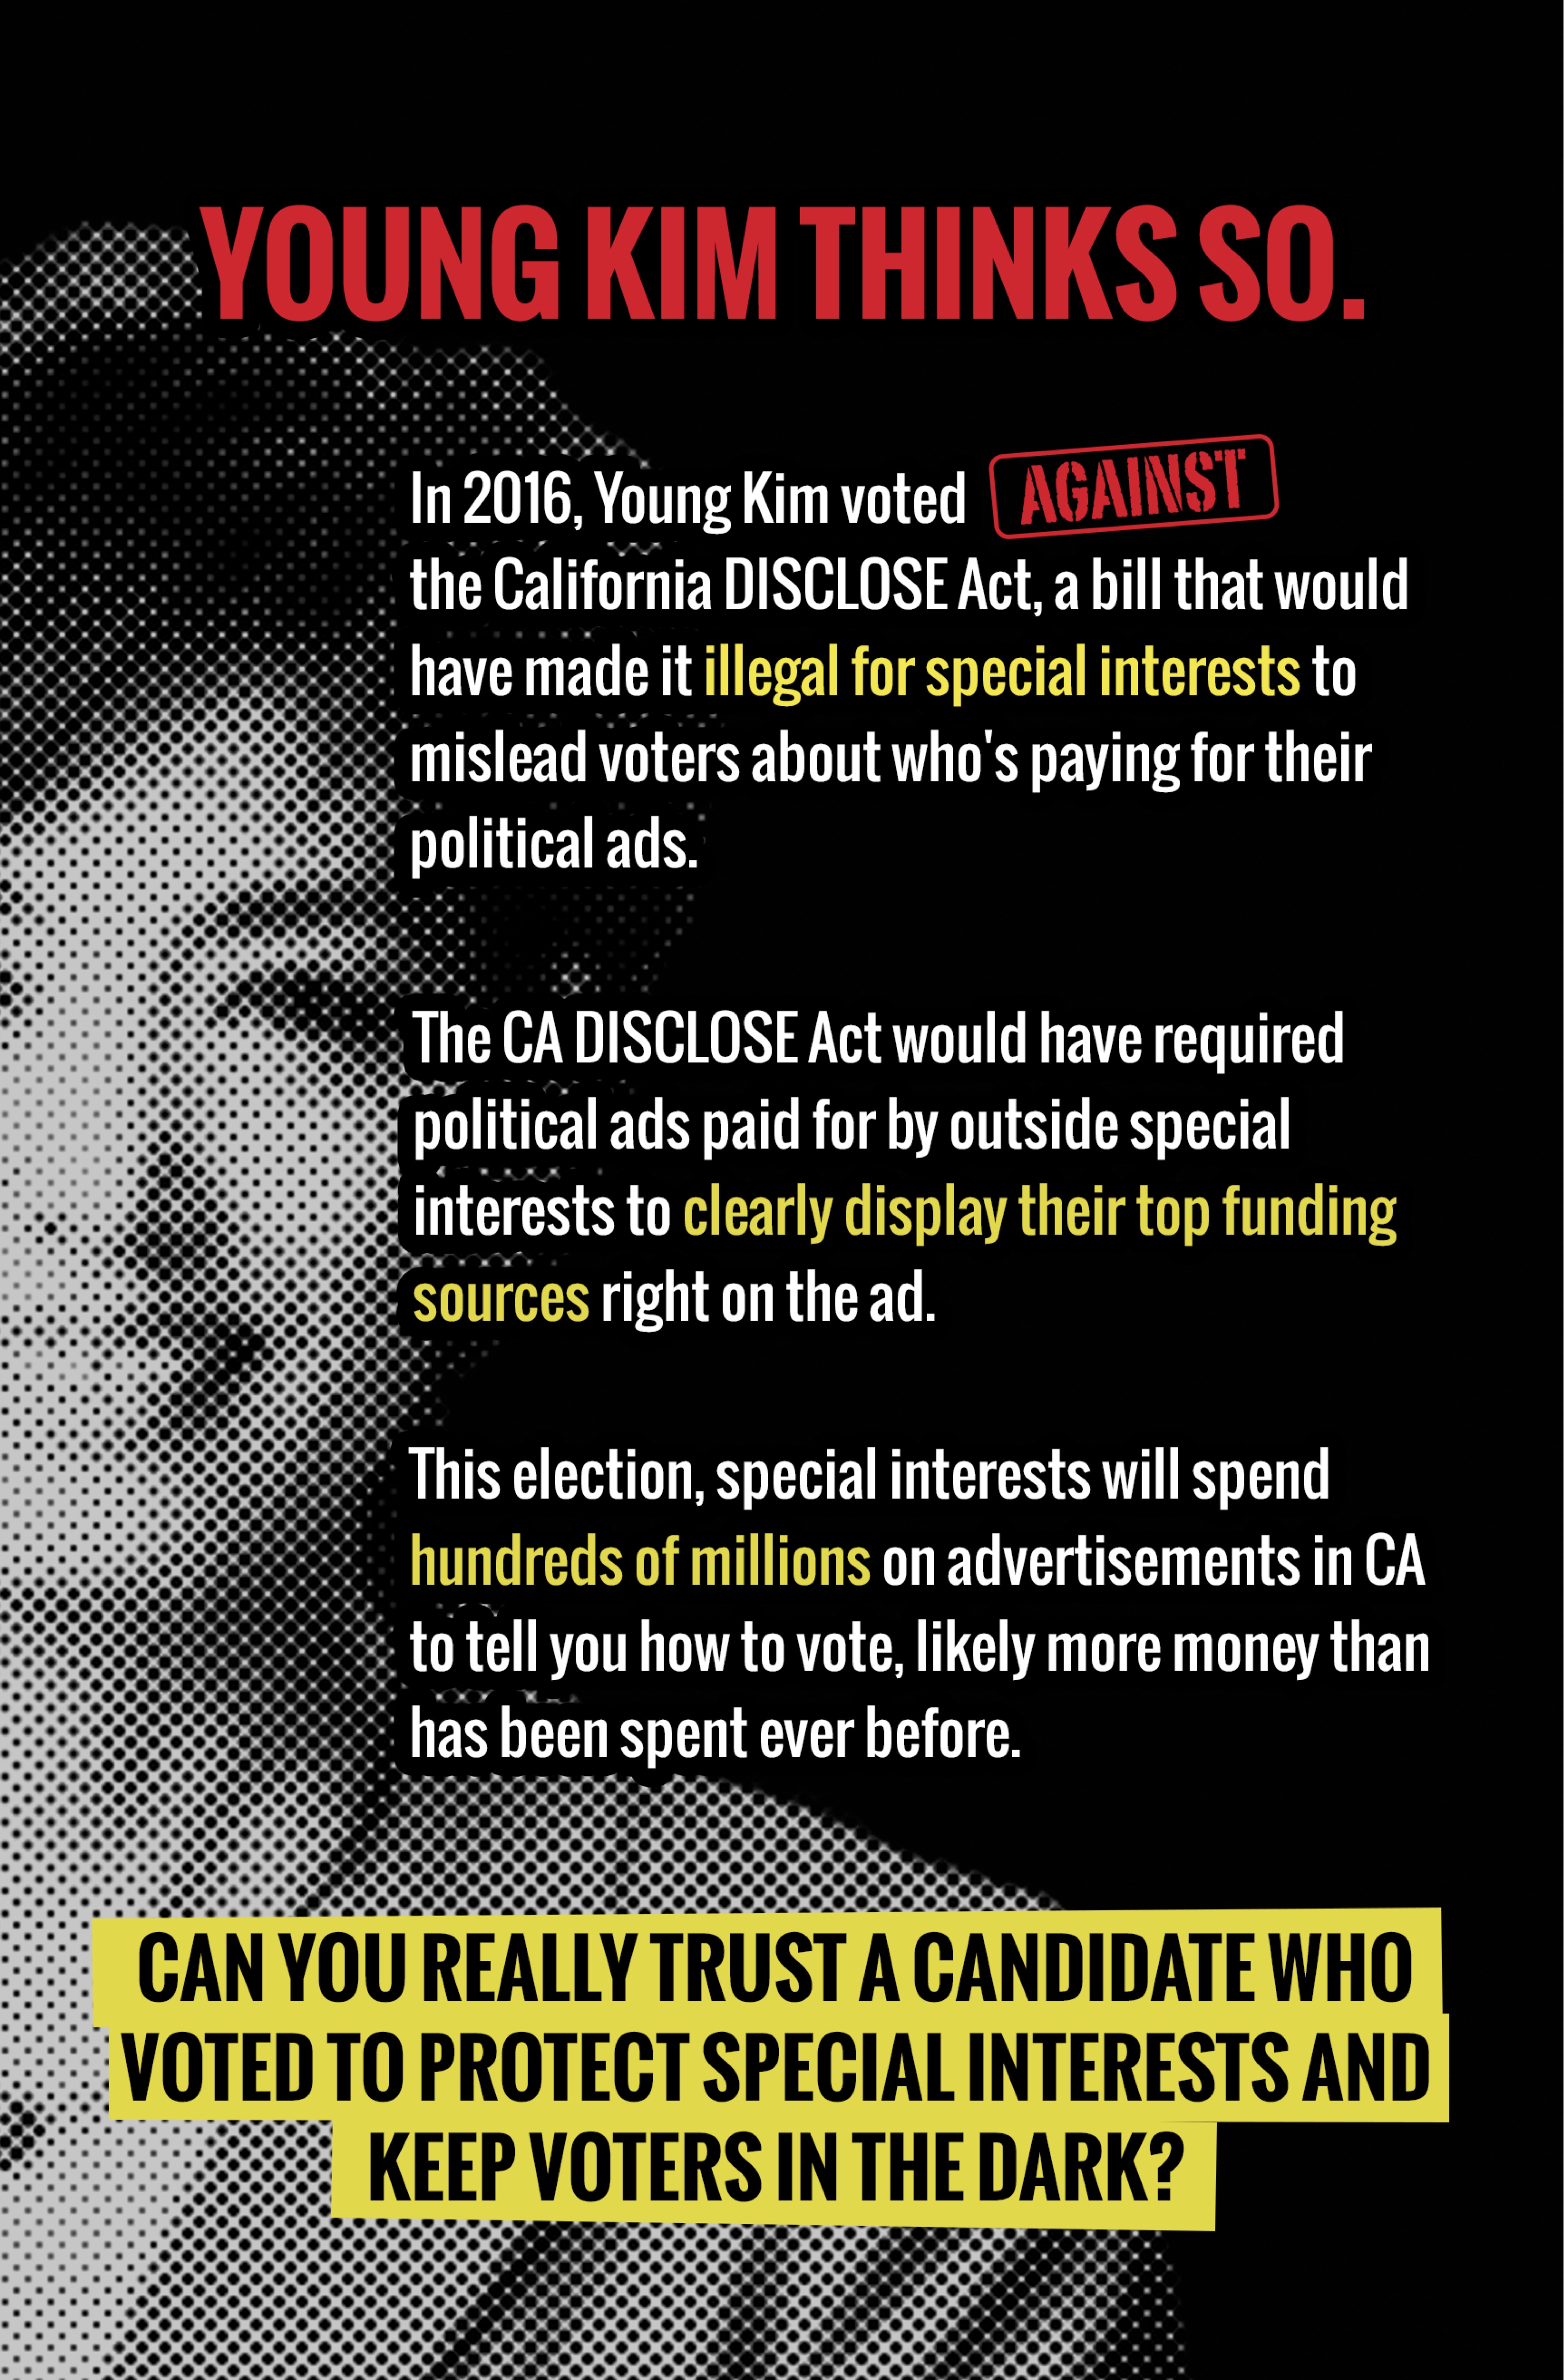 YOUNG KIM THINKS SO.
In 2016, Young Kim voted AGAINST
the California DISCLOSE Act, a bill that would
have made it illegal for special interests to
mislead voters about who's paying for their
political ads.
The CA DISCLOSE Act would have required
political ads paid for by outside special
interests to clearly display their top funding
sources right on the ad.
This election, special interests will spend
hundreds of millions on advertisements in CA
to tell you how to vote, likely more money than
has been spent ever before.
CAN YOU REALLY TRUST A CANDIDATE WHO
VOTED TO PROTECT SPECIAL INTERESTS AND
KEEP VOTERS IN THE DARK?